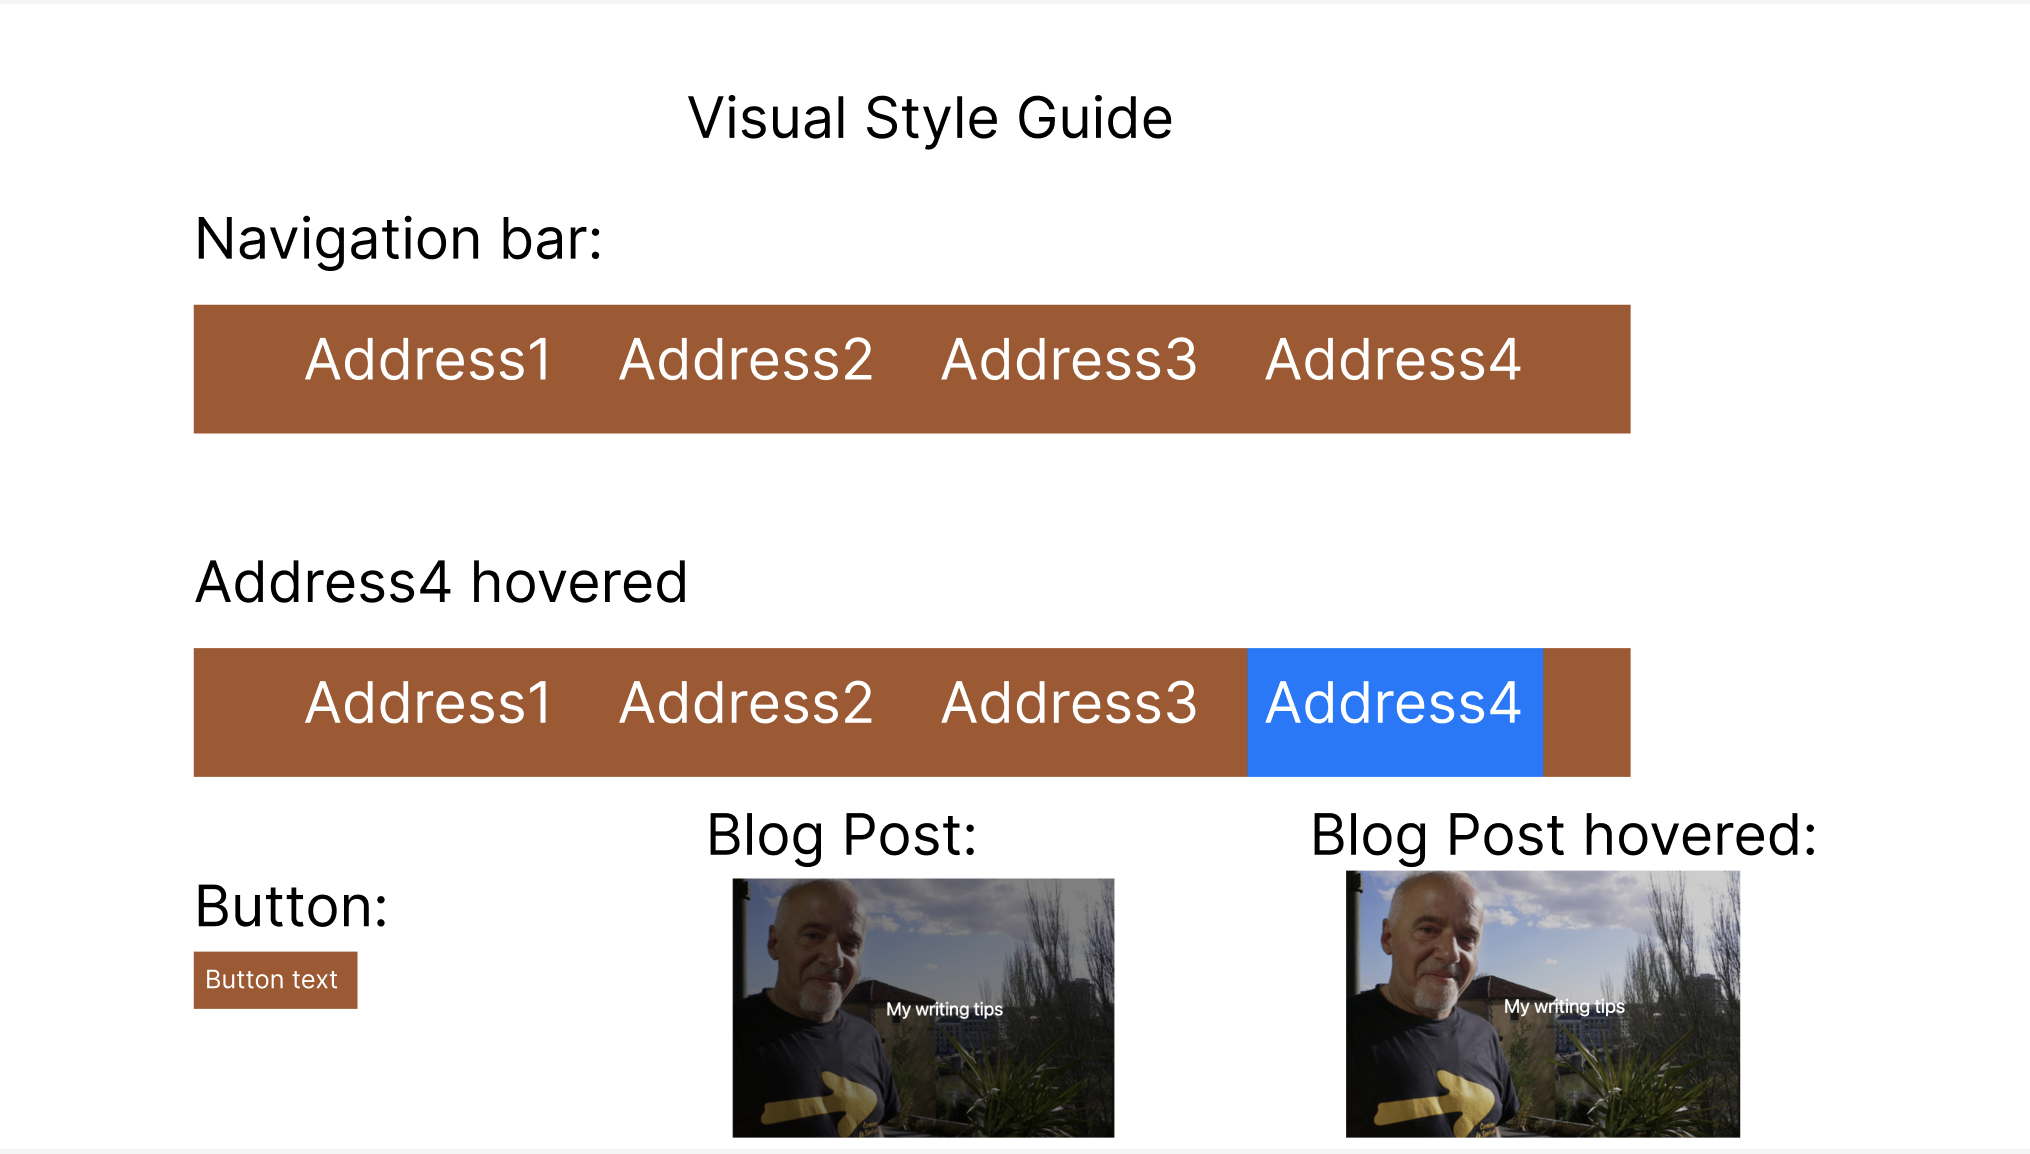 Visual Style Guide
Navigation bar:
Address1 Address2 Address3 Address4
Address4 hovered
Address1 Address2 Address3 Address4
Button:
Button text
Blog Post:
My writing tips
Blog Post hovered:
My writing tips